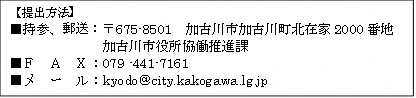 【提出方法】
■持参、郵送：〒675-8501　加古川市加古川町北在家2000番地
加古川市役所協働推進課
■Ｆ　Ａ　Ｘ：079-441-7161
■メ　ー　ル：kyodo@city.kakogawa.lg.jp